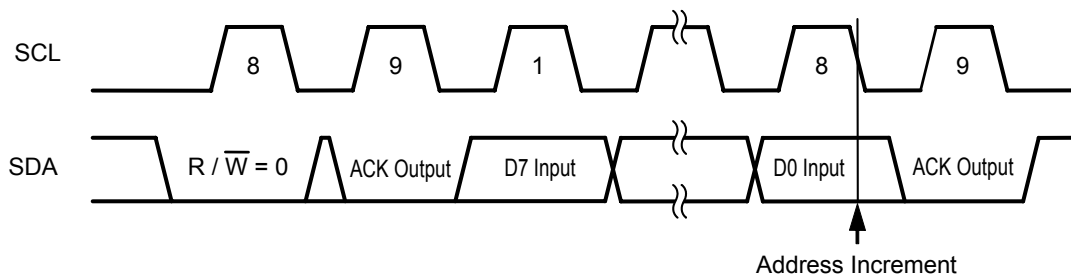 SCL
8
9
1
8
9
SDA
R / W̅ = 0
ACK Output
D7 Input
D0 Input
ACK Output
Address Increment